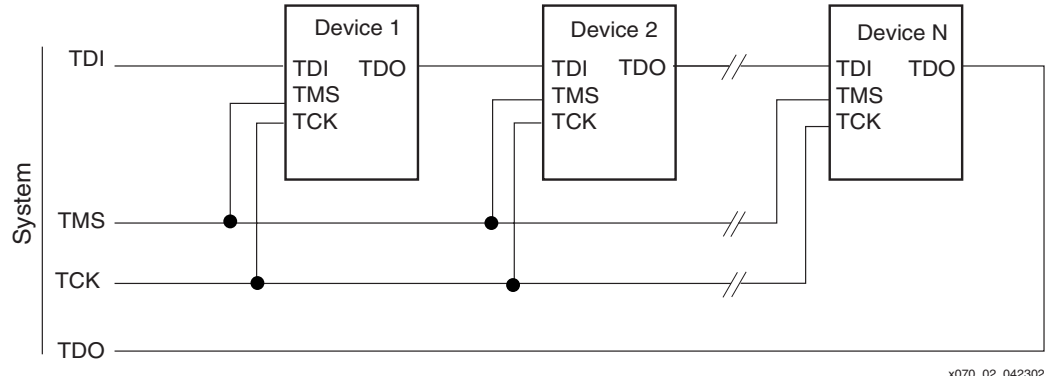 Device 1
Device 2
Device N
TDI
TDI TDO
TDI TDO
TDI TDO
TMS
TMS
TMS
TCK
TCK
TCK
System
TMS
TCK
TDO
x070_02_042302